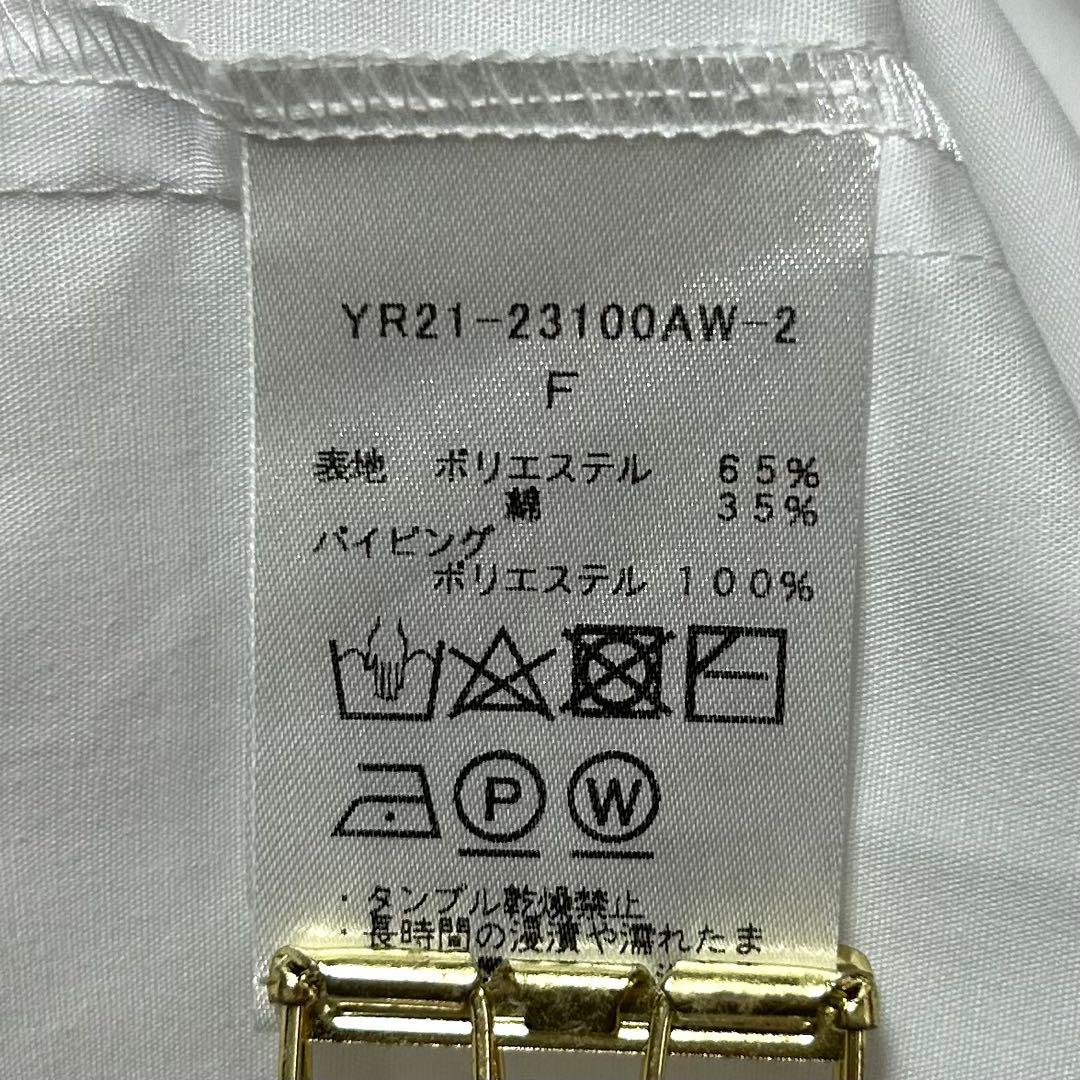 YR21-23100AW-2
F
表地 ポリエステル 65%
綿 35%
パイピング
ポリエステル 100%
P W
・タンブル乾燥禁止
・長時間の浸漬や濡れたま